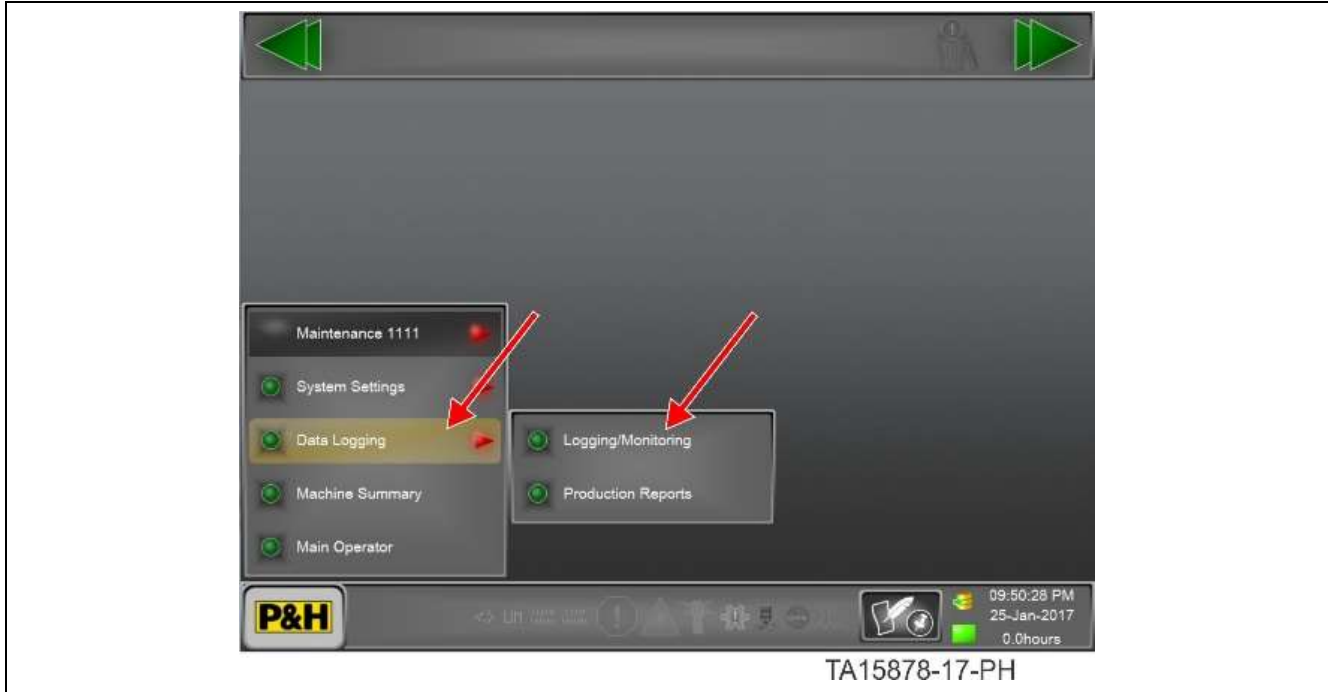 Maintenance 1111
System Settings
Data Logging
Logging/Monitoring
Machine Summary
Production Reports
Main Operator
P&H
09:50:28 PM
25-Jan-2017
0.0hours
TA15878-17-PH